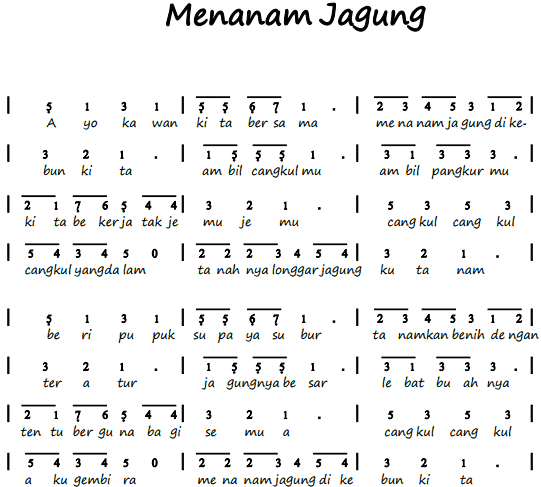 Menanam Jagung
| 5̣ 1 3 1 | 5̣ 5̣ 6̣ 7̣ 1 . | 2 3 4 5 3 1 2 |
A yo ka wan ki ta ber sa ma me na nam ja gung di ke-
| 3 2 1 . | 1 5̣ 5̣ 5̣ 1 . | 3 1 3 3 3 . |
bun ki ta am bil cangkul mu am bil pangkur mu
| 2 1 7̣ 6̣ 5̣ 4 4 | 3 2 1 . | 5 3 5 3
ki ta be ker ja tak je mu je mu cang kul cang kul
| 5 4 3 4 5 0 | 2 2 2 3 4 5 4 | 3 2 1 . |
cangkul yang da lam ta nah nya longgar jagung ku ta nam
| 5̣ 1 3 1 | 5̣ 5̣ 6̣ 7̣ 1 . | 2 3 4 5 3 1 2 |
be ri pu puk su pa ya su bur ta namkan benih de ngan
| 3 2 1 . | 1 5̣ 5̣ 5̣ 1 . | 3 1 3 3 3 . |
ter a tur ja gungnya be sar le bat bu ah nya
| 2 1 7̣ 6̣ 5̣ 4 4 | 3 2 1 . | 5 3 5 3
ten tu ber gu na ba gi se mu a cang kul cang kul
| 5 4 3 4 5 0 | 2 2 2 3 4 5 4 | 3 2 1 . |
a ku gembi ra me na nam jagung di ke bun ki ta